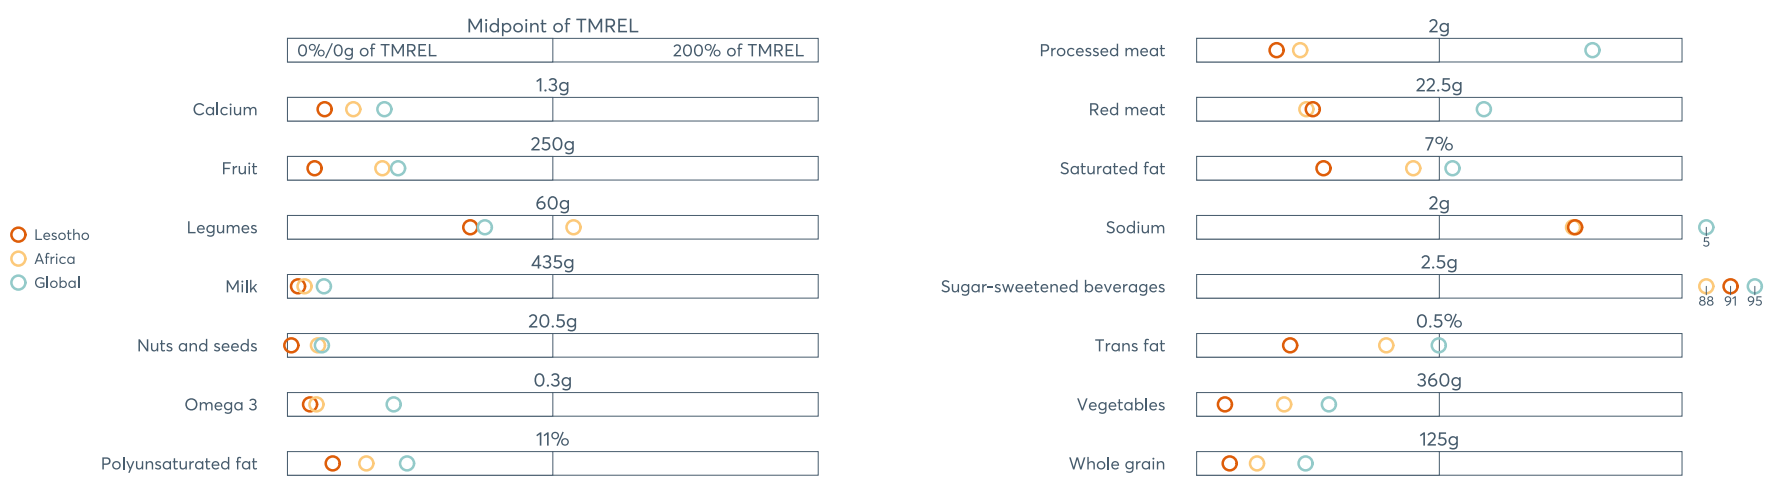 Midpoint of TMREL
0%/0g of TMREL 200% of TMREL
1.3g
Calcium
250g
Fruit
60g
Legumes
435g
Milk
20.5g
Nuts and seeds
0.3g
Omega 3
11%
Polyunsaturated fat
Lesotho
Africa
Global
2g
Processed meat
22.5g
Red meat
7%
Saturated fat
2g
Sodium
5
2.5g
Sugar-sweetened beverages
88 91 95
0.5%
Trans fat
360g
Vegetables
125g
Whole grain